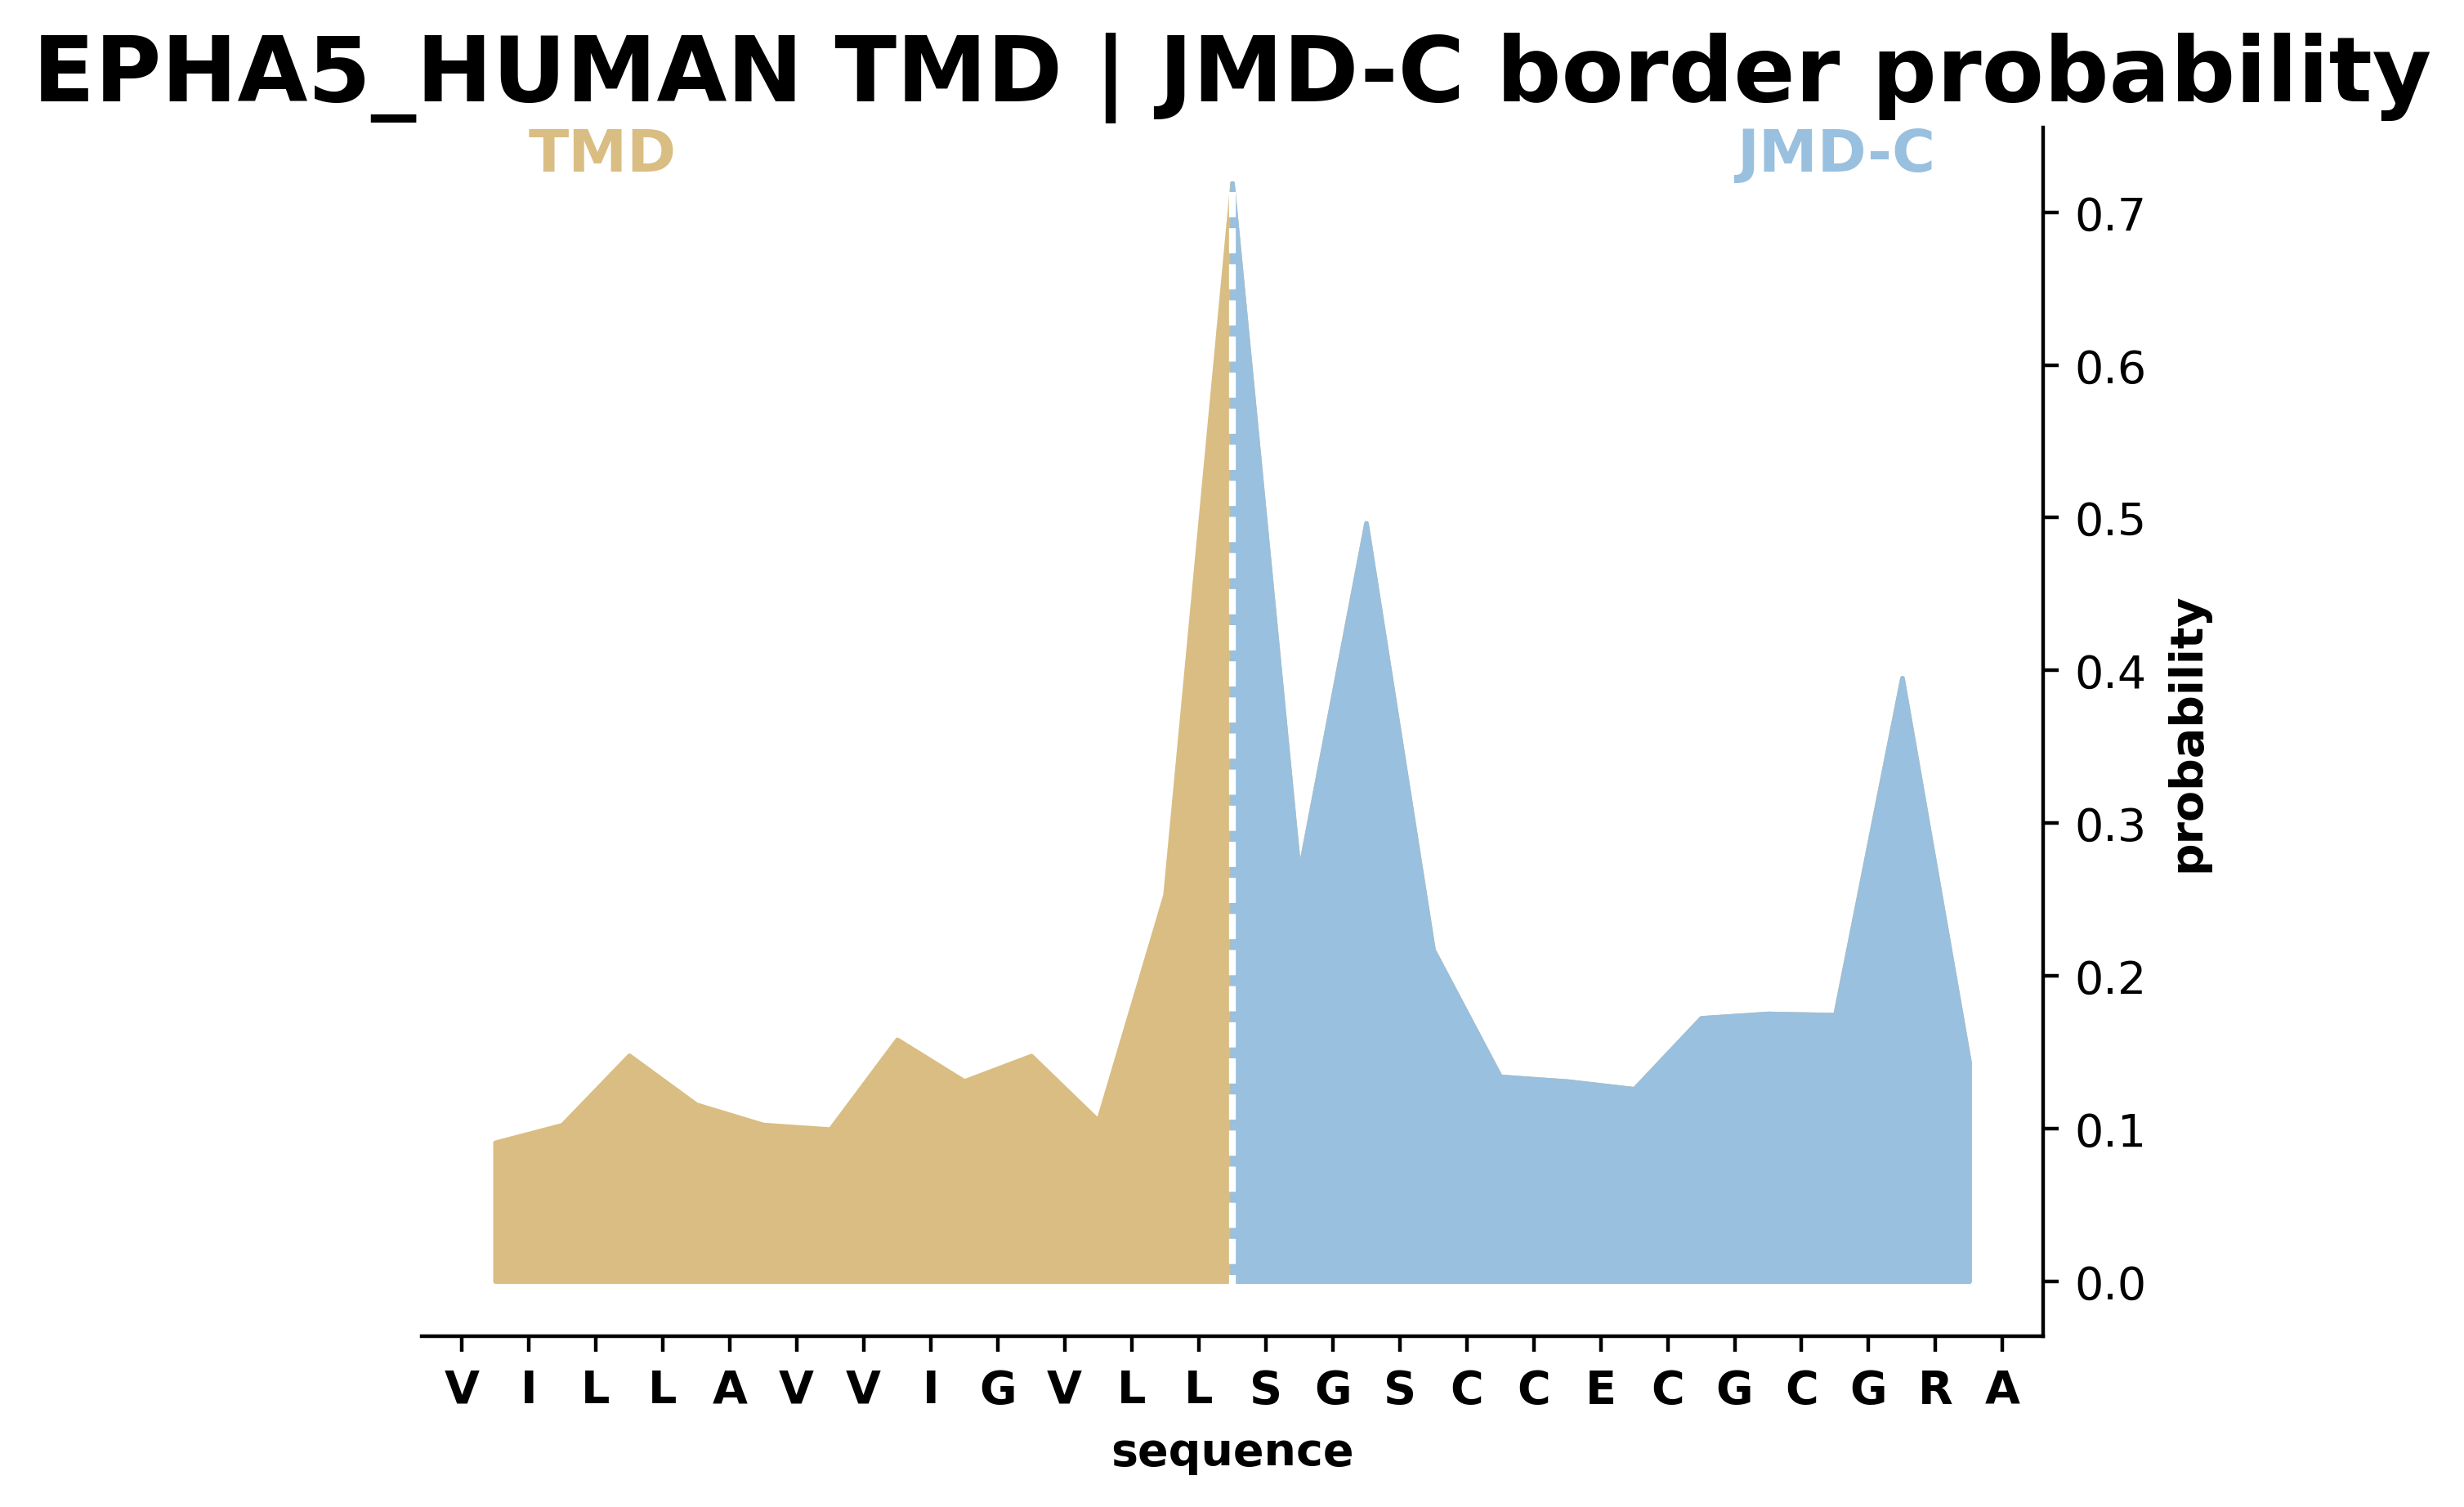 EPHA5_HUMAN TMD | JMD-C border probability
TMD JMD-C
0.7
0.6
0.5
0.4
0.3
0.2
0.1
0.0
probability
V I L L A V V I G V L L S G S C C E C G C G R A
sequence